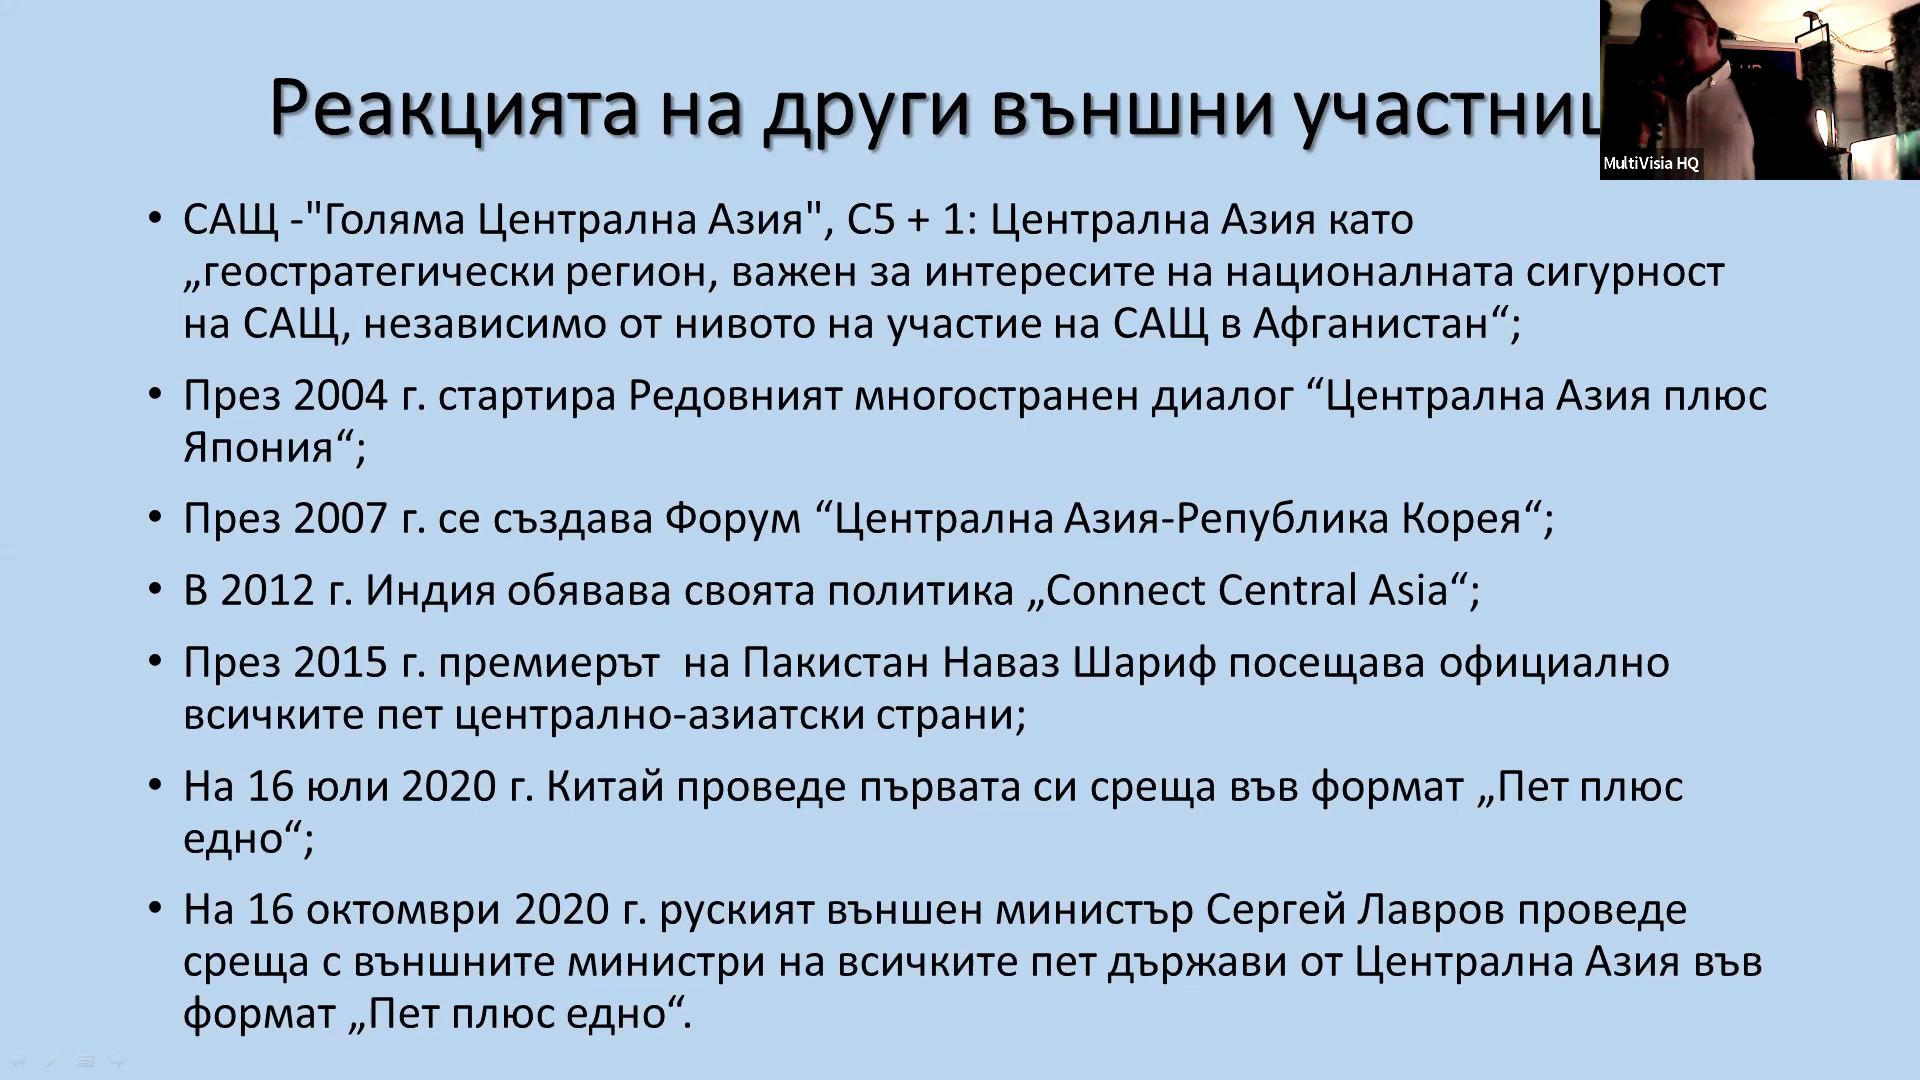 Реакцията на други външни
MultiVisia HQ
• САЩ -"Голяма Централна Азия", C5 + 1: Централна Азия като
„геостратегически регион, важен за интересите на националната сигурност
на САЩ, независимо от нивото на участие на САЩ в Афганистан“;
• През 2004 г. стартира Редовният многостранен диалог “Централна Азия плюс
Япония“;
• През 2007 г. се създава Форум “Централна Азия-Република Корея“;
• В 2012 г. Индия обявава своята политика „Connect Central Asia“;
• През 2015 г. премиерът  на Пакистан Наваз Шариф посещава официално
всичките пет централно-азиатски страни;
• На 16 юли 2020 г. Китай проведе първата си среща във формат „Пет плюс
едно“;
• На 16 октомври 2020 г. руският външен министър Сергей Лавров проведе
среща с външните министри на всичките пет държави от Централна Азия във
формат „Пет плюс едно“.